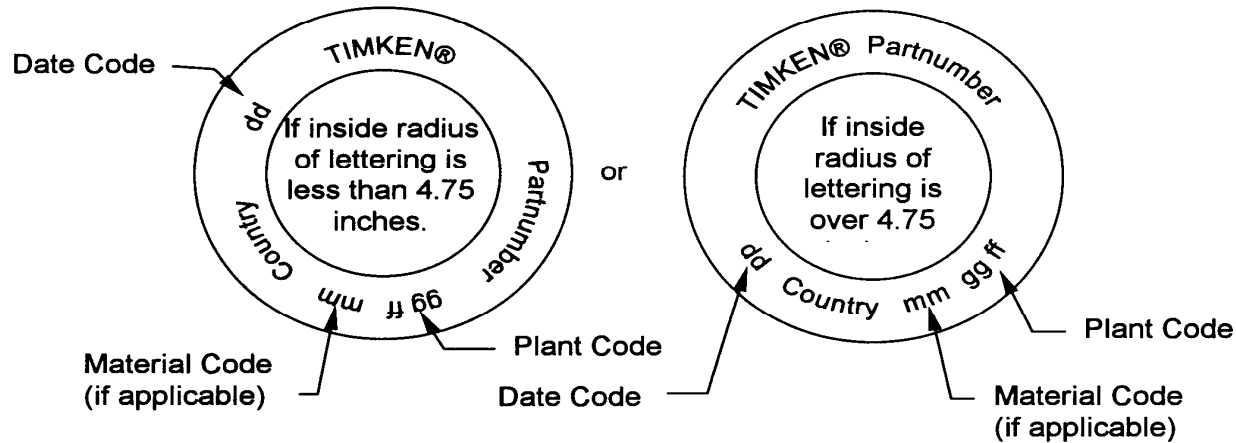 Date Code
TIMKEN®
dd
If inside radius
of lettering is
less than 4.75
inches.
Partnumber
Country
mm
gg ff
Material Code
(if applicable)
Plant Code
or
TIMKEN® Partnumber
If inside
radius of
lettering is
over 4.75
dd Country mm gg ff
Date Code
Plant Code
Material Code
(if applicable)